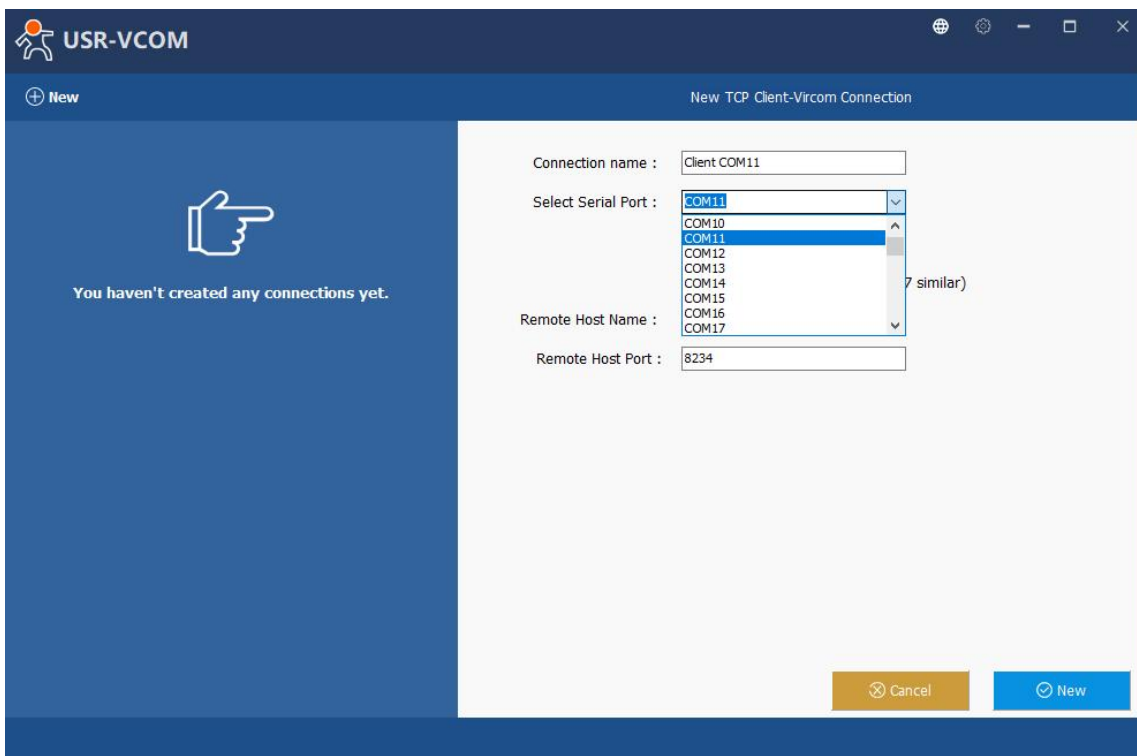 USR-VCOM
New
New TCP Client-Vircom Connection
You haven't created any connections yet.
Connection name : Client COM11
Select Serial Port : COM11
COM10
COM11
COM12
COM13
COM14
COM15
COM16
COM17
7 similar)
Remote Host Name :
Remote Host Port : 8234
Cancel
New